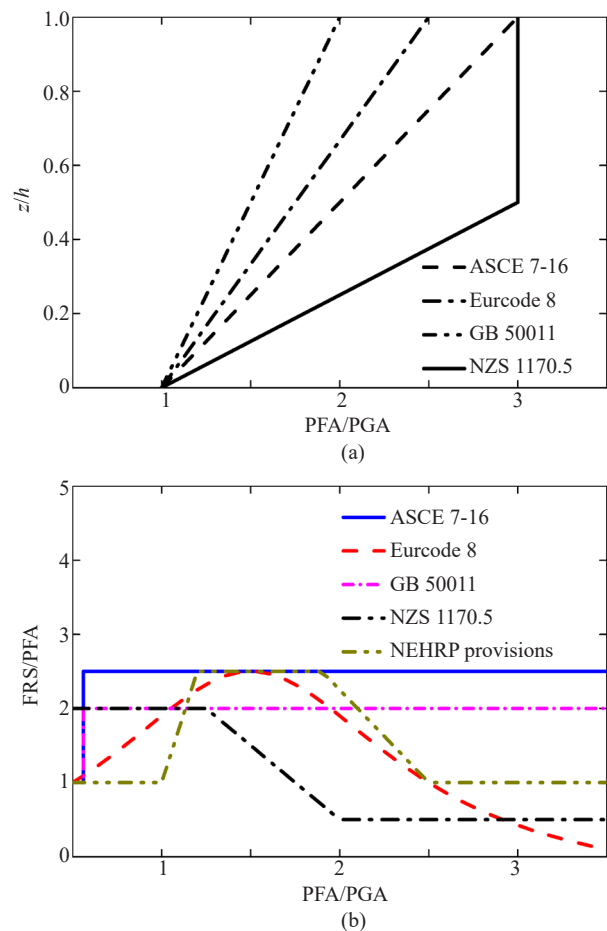 1.0
0.8
0.6
0.4
0.2
0
z/h
ASCE 7-16
Eurcode 8
GB 50011
NZS 1170.5
1 2 3
PFA/PGA
(a)
5
4
3
2
1
0
FRS/PFA
ASCE 7-16
Eurcode 8
GB 50011
NZS 1170.5
NEHRP provisions
1 2 3
PFA/PGA
(b)